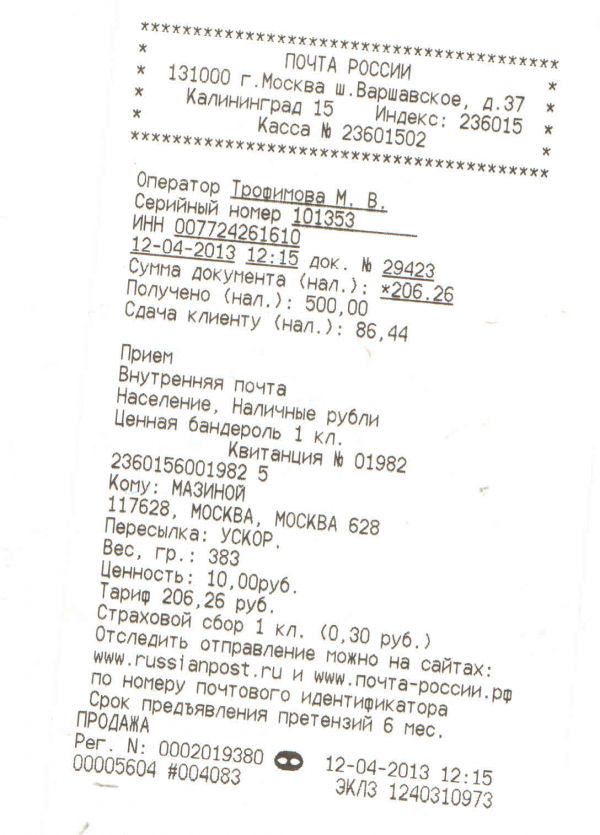 ****************************************
* ПОЧТА РОССИИ *
* 131000 г.Москва ш.Варшавское, д.37 *
* Калининград 15 Индекс: 236015 *
* Касса № 23601502 *
****************************************
Оператор Трофимова М. В.
Серийный номер 101353
ИНН 007724261610
12-04-2013 12:15 док. № 29423
Сумма документа (нал.): *206.26
Получено (нал.): 500,00
Сдача клиенту (нал.): 86,44
Прием
Внутренняя почта
Население, Наличные рубли
Ценная бандероль 1 кл.
Квитанция № 01982
2360156001982 5
Кому: МАЗИНОЙ
117628, МОСКВА, МОСКВА 628
Пересылка: УСКОР.
Вес, гр.: 383
Ценность: 10,00руб.
Тариф 206,26 руб.
Страховой сбор 1 кл. (0,30 руб.)
Отследить отправление можно на сайтах:
www.russianpost.ru и www.почта-россии.рф
по номеру почтового идентификатора
Срок предъявления претензий 6 мес.
ПРОДАЖА
Рег. N: 0002019380 12-04-2013 12:15
00005604 #004083 ЭКЛЗ 1240310973